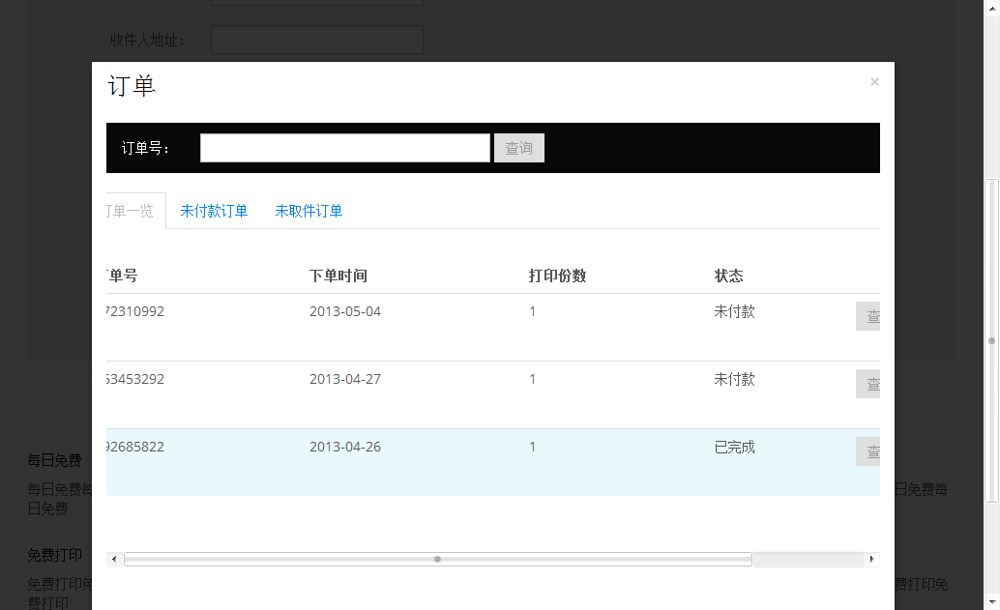 收件人地址：
订单
×
订单号： 查询
订单一览 未付款订单 未取件订单
订单号 下单时间 打印份数 状态
72310992 2013-05-04 1 未付款 查
53453292 2013-04-27 1 未付款 查
92685822 2013-04-26 1 已完成 查
每日免费
每日免费每 日免费每
日免费
免费打印
免费打印免 费打印免
费打印